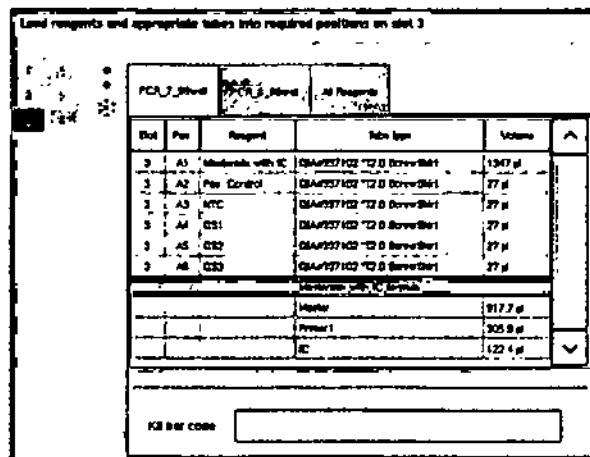 Load reagents and appropriate tubes into required positions on slot 3
All Reagents
Slot Pos Reagent Tube type Volume
3 A1 Mastermix with IC 1347 µl
3 A2 Pos. Control 27 µl
3 A3 NTC 27 µl
3 A4 QS1 27 µl
3 A5 QS2 27 µl
3 A6 QS3 27 µl
Mastermix with IC formula
Master 917.7 µl
Primer1 305.9 µl
IC 122.4 µl
Kit bar code